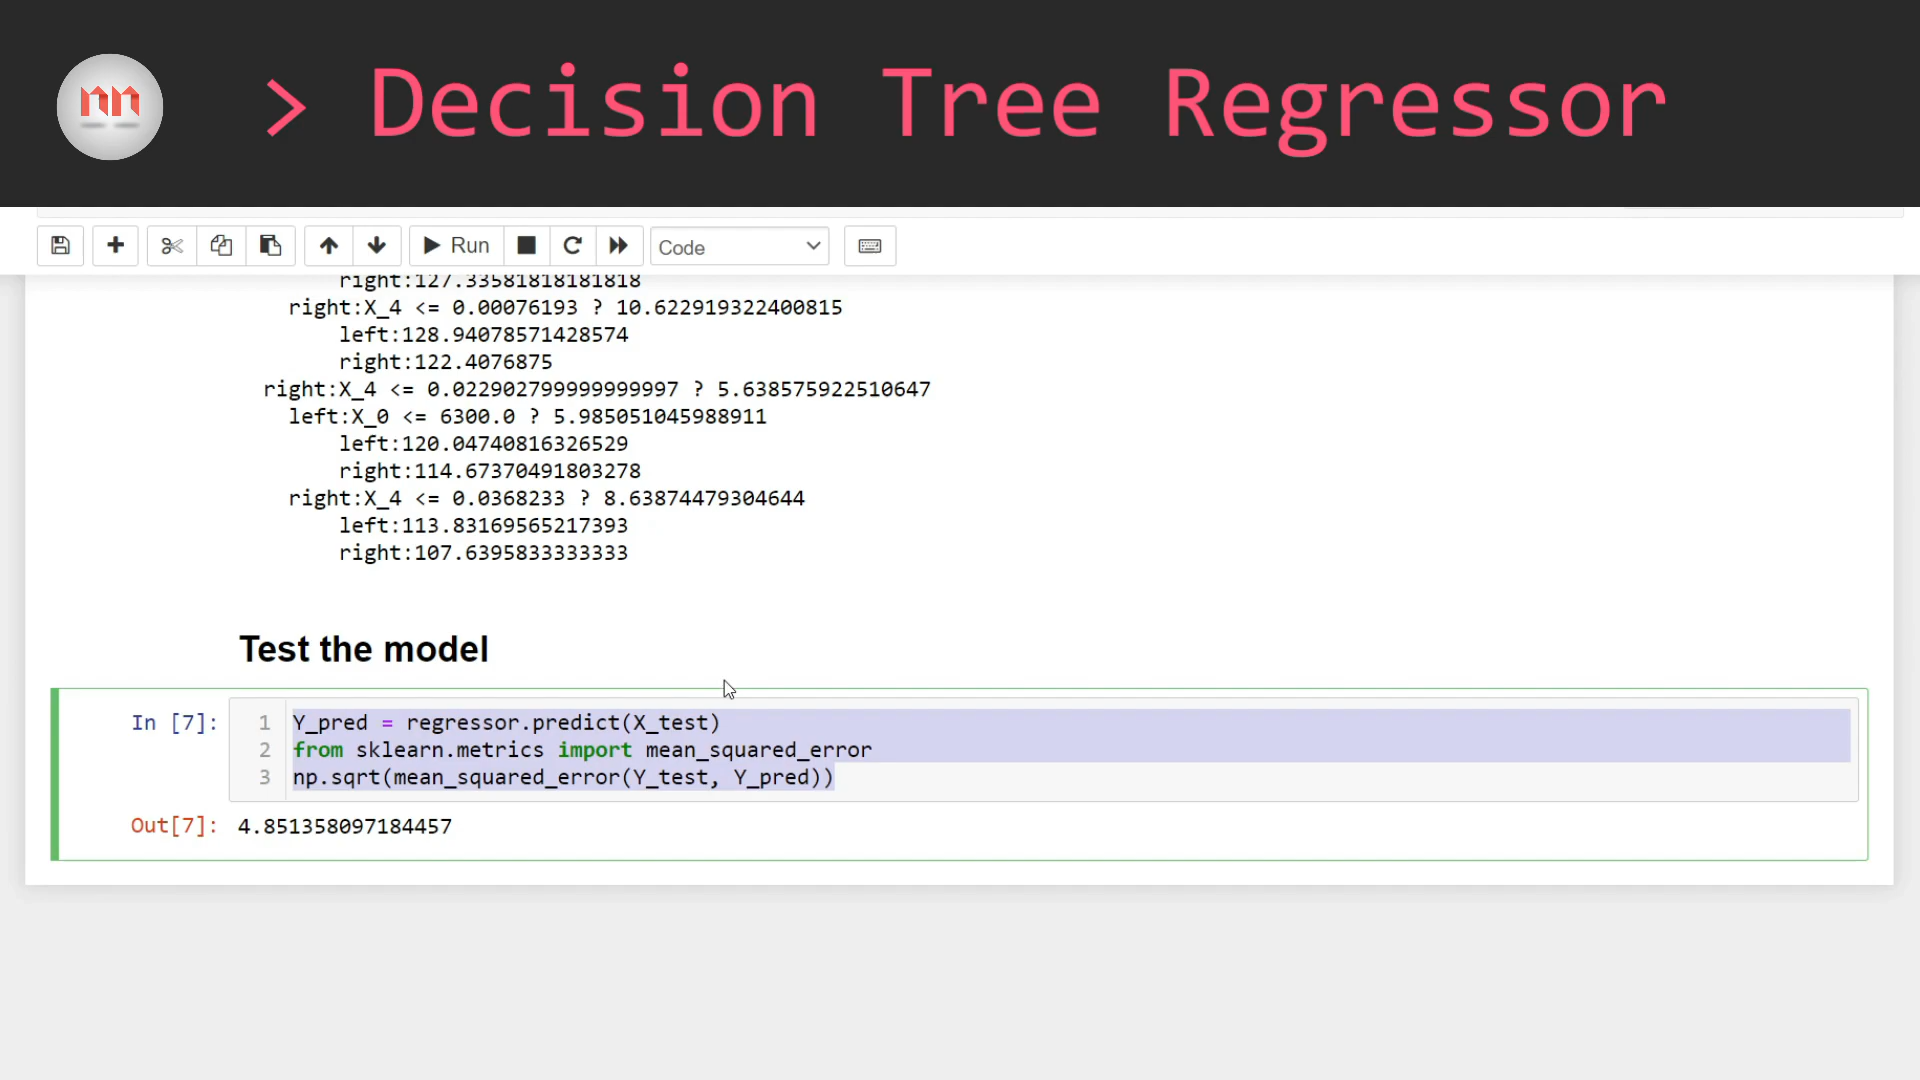 nn
> Decision Tree Regressor
Run
Code
right:127.33581818181818
right:X_4 <= 0.00076193 ? 10.622919322400815
left:128.94078571428574
right:122.4076875
right:X_4 <= 0.022902799999999997 ? 5.638575922510647
left:X_0 <= 6300.0 ? 5.985051045988911
left:120.04740816326529
right:114.67370491803278
right:X_4 <= 0.0368233 ? 8.63874479304644
left:113.83169565217393
right:107.6395833333333
Test the model
In [7]:
1 Y_pred = regressor.predict(X_test)
2 from sklearn.metrics import mean_squared_error
3 np.sqrt(mean_squared_error(Y_test, Y_pred))
Out[7]: 4.851358097184457